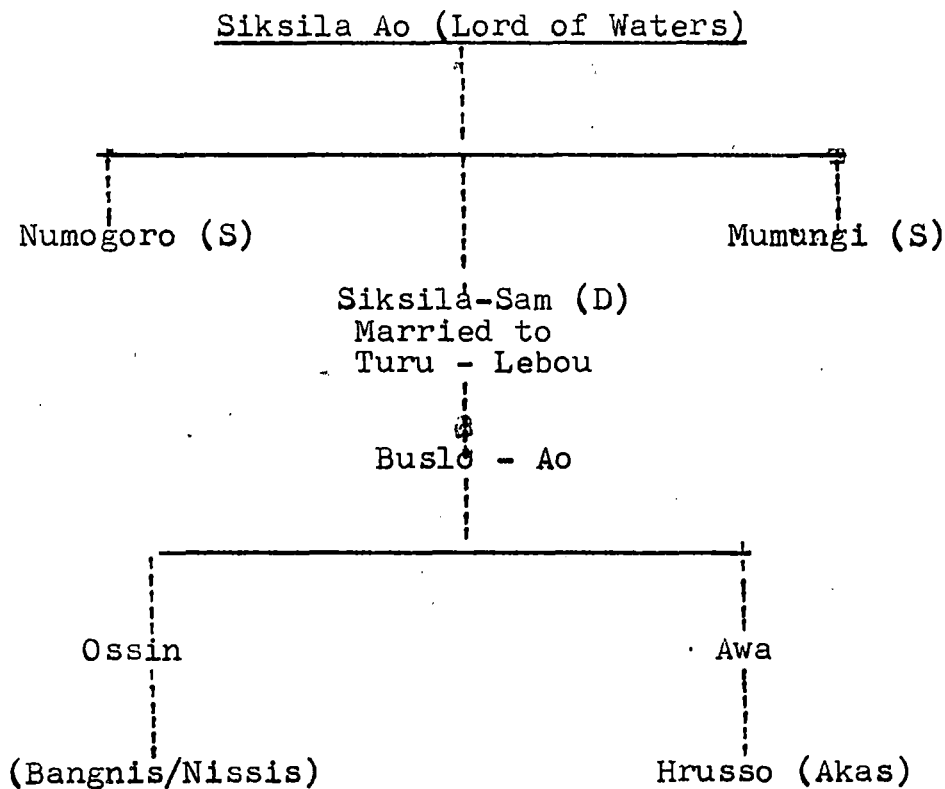 Siksila Ao (Lord of Waters)
Numogoro (S)
Mumungi (S)
Siksila-Sam (D)
Married to
Turu - Lebou
Buslo - Ao
Ossin
Awa
(Bangnis/Nissis)
Hrusso (Akas)